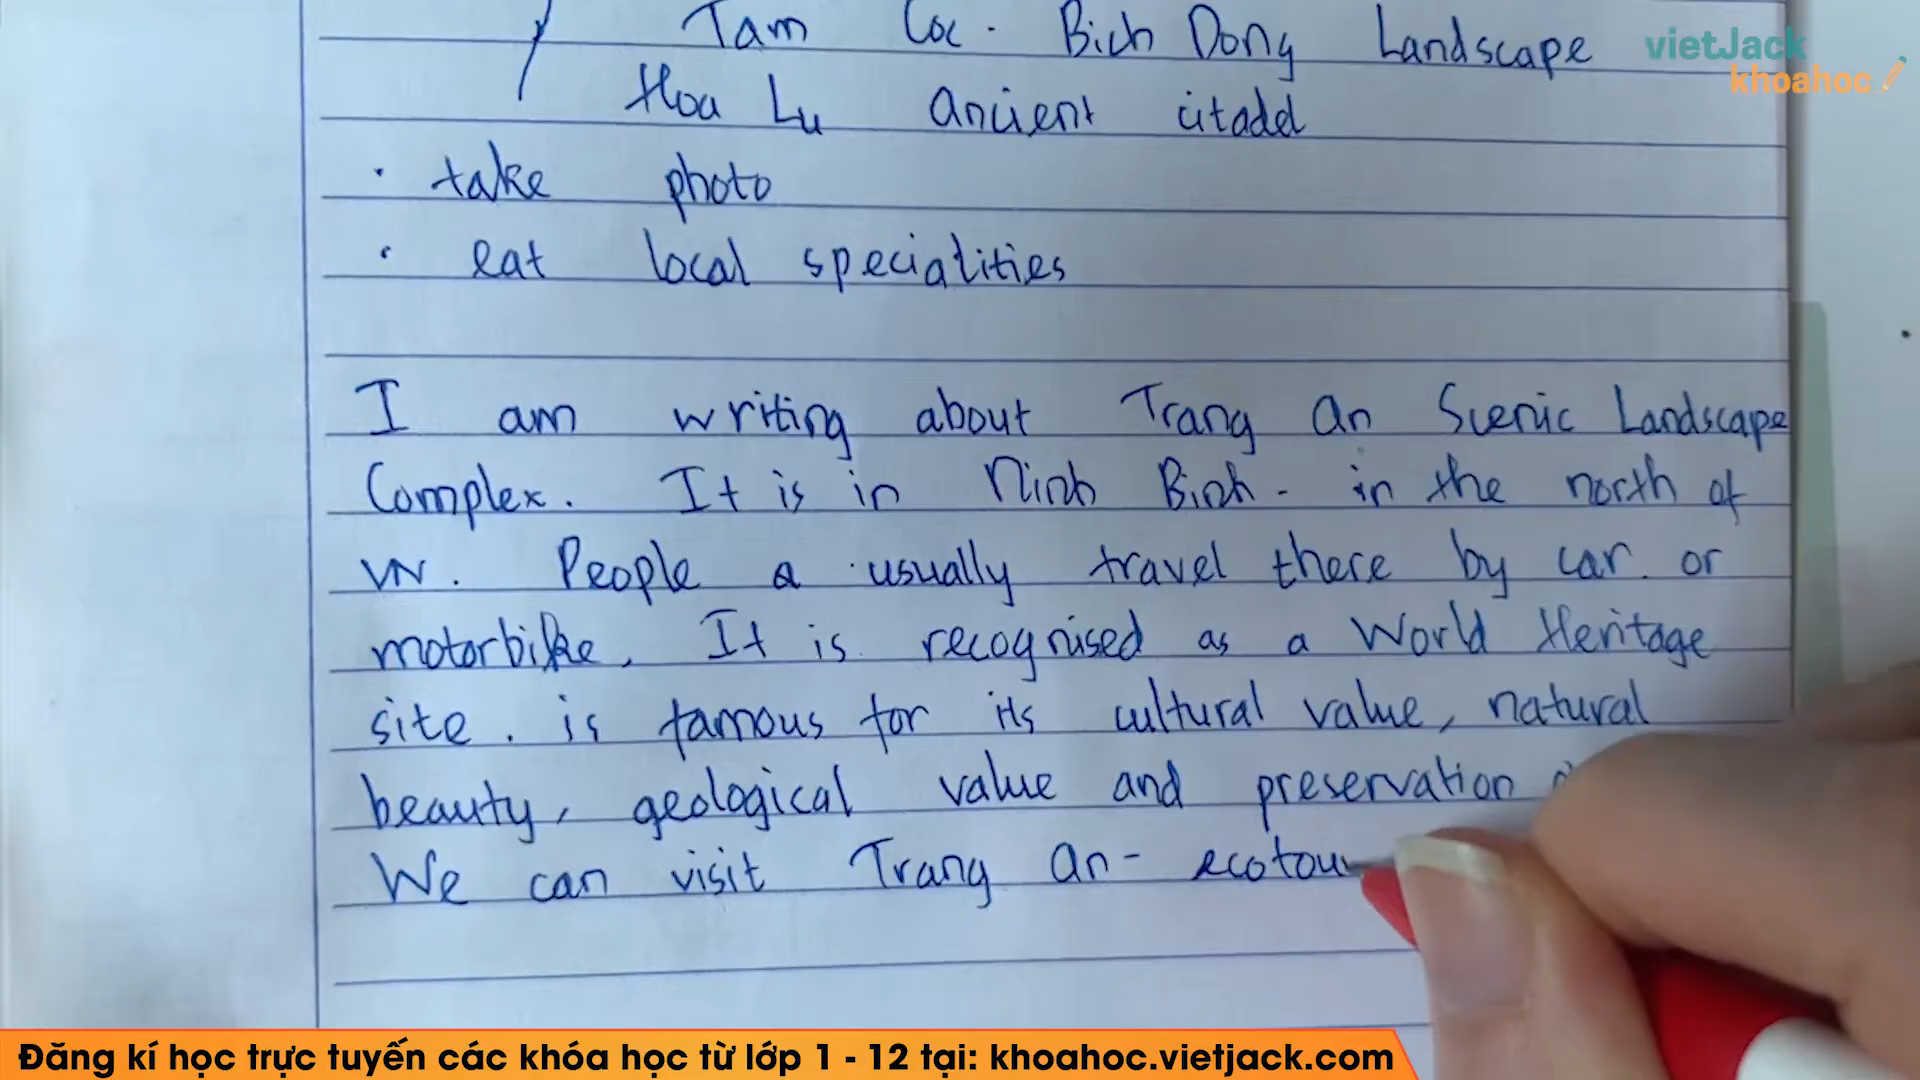 Tam Coc - Bich Dong Landscape
Hoa Lu ancient citadel
· take photo
· eat local specialities
I am writing about Trang An Scenic Landscape
Complex. It is in Ninh Binh - in the north of
VN. People a usually travel there by car or
motorbike. It is recognised as a World Heritage
site. is famous for its cultural value, natural
beauty, geological value and preservation
We can visit Trang An - ecotou
vietJack
khoahoc
Đăng kí học trực tuyến các khóa học từ lớp 1 - 12 tại: khoahoc.vietjack.com